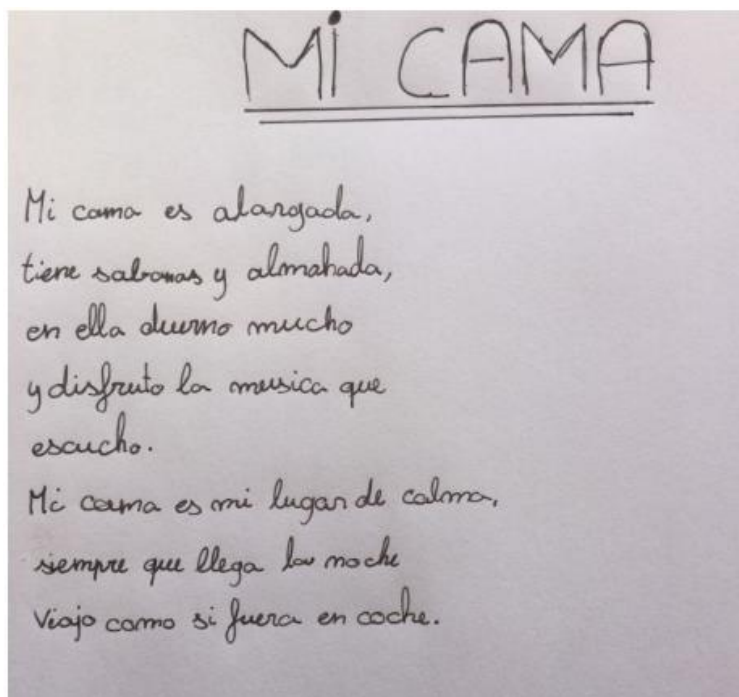 MI CAMA
Mi cama es alargada,
tiene sabanas y almahada,
en ella duermo mucho
y disfruto la musica que
escucho.
Mi cama es mi lugar de calma,
siempre que llega la noche
Viajo como si fuera en coche.